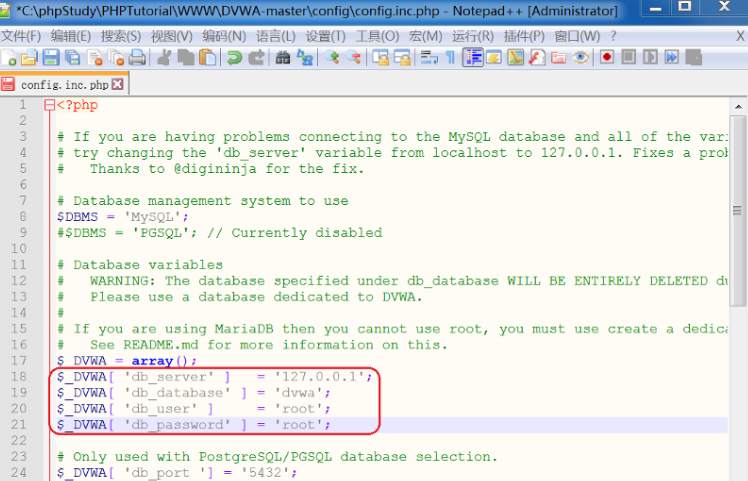 *C:\phpStudy\PHPTutorial\WWW\DVWA-master\config\config.inc.php - Notepad++ [Administrator]
文件(F) 编辑(E) 搜索(S) 视图(V) 编码(N) 语言(L) 设置(T) 工具(O) 宏(M) 运行(R) 插件(P) 窗口(W) ? X
config.inc.php
1 <?php
2
3 # If you are having problems connecting to the MySQL database and all of the vari
4 # try changing the 'db_server' variable from localhost to 127.0.0.1. Fixes a prob
5 #   Thanks to @digininja for the fix.
6
7 # Database management system to use
8 $DBMS = 'MySQL';
9 #$DBMS = 'PGSQL'; // Currently disabled
10
11 # Database variables
12 #   WARNING: The database specified under db_database WILL BE ENTIRELY DELETED du
13 #   Please use a database dedicated to DVWA.
14 #
15 # If you are using MariaDB then you cannot use root, you must use create a dedica
16 #   See README.md for more information on this.
17 $_DVWA = array();
18 $_DVWA[ 'db_server' ]   = '127.0.0.1';
19 $_DVWA[ 'db_database' ] = 'dvwa';
20 $_DVWA[ 'db_user' ]     = 'root';
21 $_DVWA[ 'db_password' ] = 'root';
22
23 # Only used with PostgreSQL/PGSQL database selection.
24 $_DVWA[ 'db_port '] = '5432';